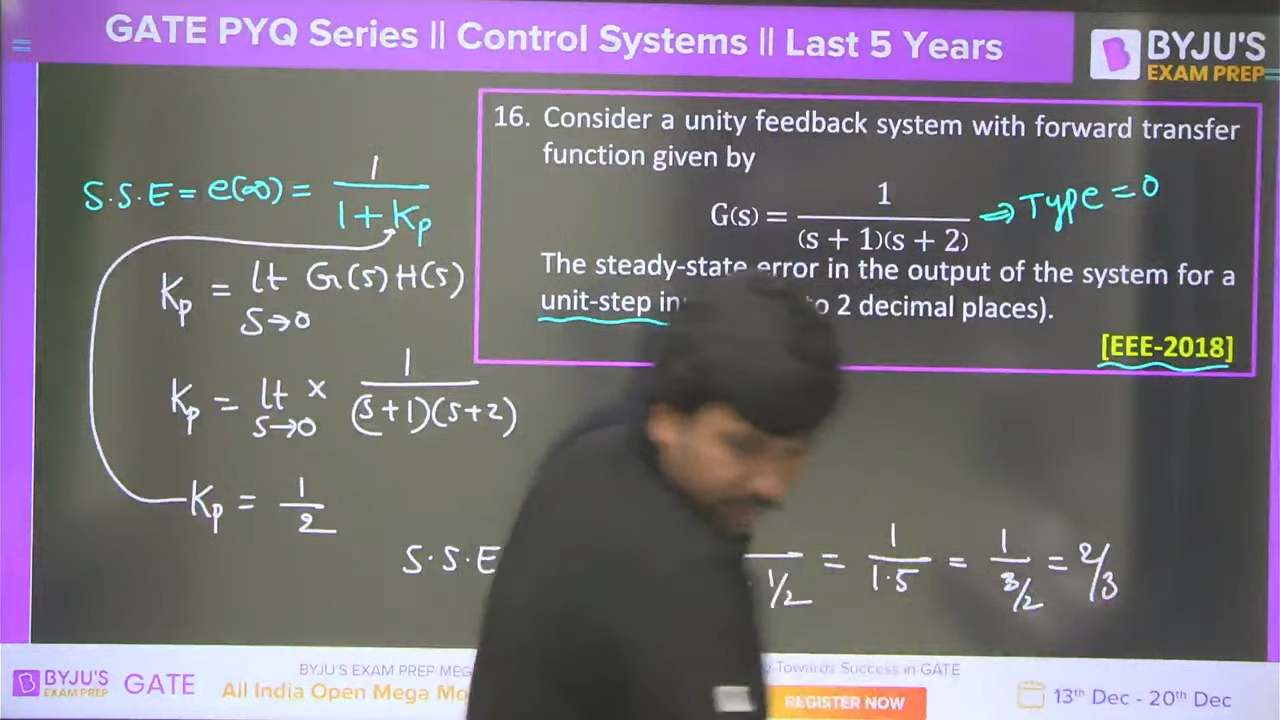 GATE PYQ Series || Control Systems || Last 5 Years
BYJU'S
EXAM PREP
16. Consider a unity feedback system with forward transfer
function given by
G(s) = 1 / (s + 1)(s + 2) ⇒ Type = 0
The steady-state error in the output of the system for a
unit-step to 2 decimal places).
[EEE-2018]
S.S.E = e(∞) = 1 / 1 + Kp
Kp = lt s→0 G(s)H(s)
Kp = lt s→0 × 1 / (s+1)(s+2)
Kp = 1/2
S.S.E 1/2 = 1/1.5 = 1/3/2 = 2/3
BYJU'S
EXAM PREP
GATE
BYJU'S EXAM PREP
All India Open Mega
Towards Success in GATE
REGISTER NOW
13th Dec - 20th Dec